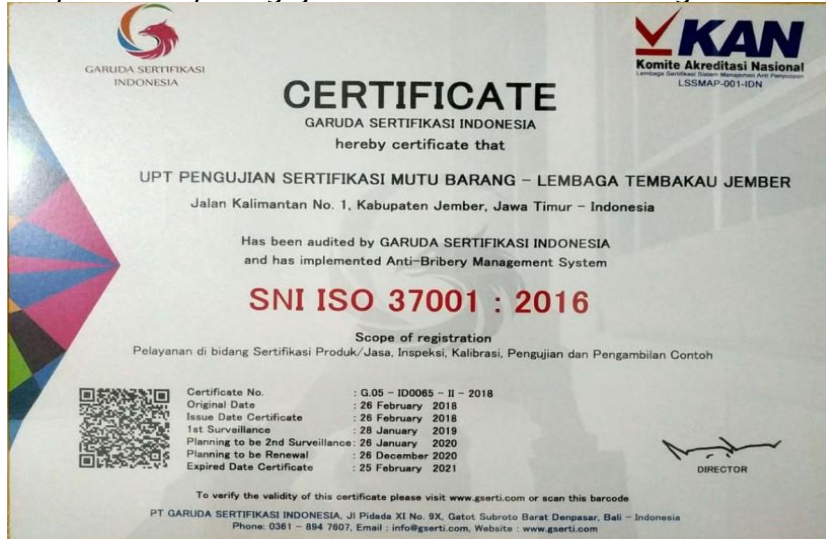 GARUDA SERTIFIKASI
INDONESIA
KAN
Komite Akreditasi Nasional
Lembaga Sertifikasi Sistem Manajemen Anti Penyuapan
LSSMAP-001-IDN
CERTIFICATE
GARUDA SERTIFIKASI INDONESIA
hereby certificate that
UPT PENGUJIAN SERTIFIKASI MUTU BARANG – LEMBAGA TEMBAKAU JEMBER
Jalan Kalimantan No. 1, Kabupaten Jember, Jawa Timur – Indonesia
Has been audited by GARUDA SERTIFIKASI INDONESIA
and has implemented Anti-Bribery Management System
SNI ISO 37001 : 2016
Scope of registration
Pelayanan di bidang Sertifikasi Produk/Jasa, Inspeksi, Kalibrasi, Pengujian dan Pengambilan Contoh
Certificate No. : G.05 – ID0065 – II – 2018
Original Date : 26 February 2018
Issue Date Certificate : 26 February 2018
1st Surveillance : 28 January 2019
Planning to be 2nd Surveillance : 26 January 2020
Planning to be Renewal : 26 December 2020
Expired Date Certificate : 25 February 2021
DIRECTOR
To verify the validity of this certificate please visit www.gserti.com or scan this barcode
PT GARUDA SERTIFIKASI INDONESIA, Jl Pidada XI No. 9X, Gatot Subroto Barat Denpasar, Bali – Indonesia
Phone: 0361 – 894 7607, Email : info@gserti.com, Website : www.gserti.com